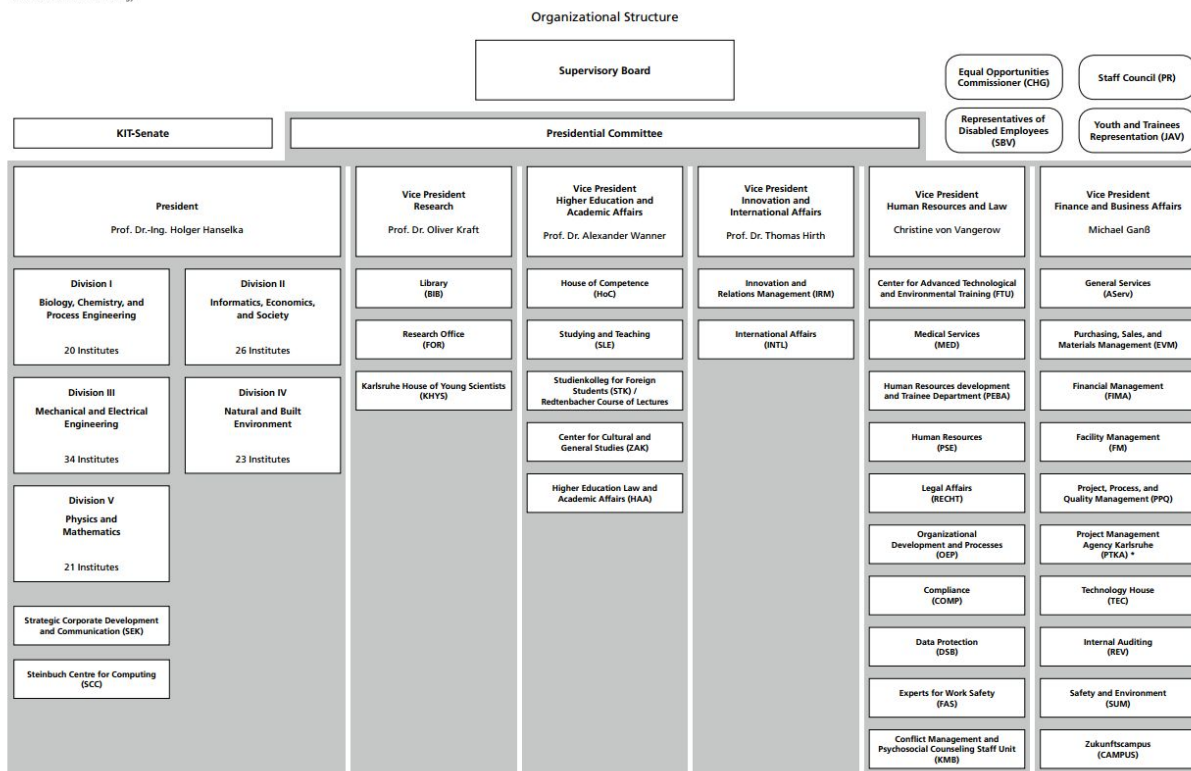 Organizational Structure
Supervisory Board
Equal Opportunities
Commissioner (CHG)
Staff Council (PR)
KIT-Senate
Presidential Committee
Representatives of
Disabled Employees
(SBV)
Youth and Trainees
Representation (JAV)
President
Prof. Dr.-Ing. Holger Hanselka
Vice President
Research
Prof. Dr. Oliver Kraft
Vice President
Higher Education and
Academic Affairs
Prof. Dr. Alexander Wanner
Vice President
Innovation and
International Affairs
Prof. Dr. Thomas Hirth
Vice President
Human Resources and Law
Christine von Vangerow
Vice President
Finance and Business Affairs
Michael Ganß
Division I
Biology, Chemistry, and
Process Engineering
20 Institutes
Division II
Informatics, Economics,
and Society
26 Institutes
Division III
Mechanical and Electrical
Engineering
34 Institutes
Division IV
Natural and Built
Environment
23 Institutes
Division V
Physics and
Mathematics
21 Institutes
Strategic Corporate Development
and Communication (SEK)
Steinbuch Centre for Computing
(SCC)
Library
(BIB)
Research Office
(FOR)
Karlsruhe House of Young Scientists
(KHYS)
House of Competence
(HoC)
Studying and Teaching
(SLE)
Studienkolleg for Foreign
Students (STK) /
Redtenbacher Course of Lectures
Center for Cultural and
General Studies (ZAK)
Higher Education Law and
Academic Affairs (HAA)
Innovation and
Relations Management (IRM)
International Affairs
(INTL)
Center for Advanced Technological
and Environmental Training (FTU)
Medical Services
(MED)
Human Resources development
and Trainee Department (PEBA)
Human Resources
(PSE)
Legal Affairs
(RECHT)
Organizational
Development and Processes
(OEP)
Compliance
(COMP)
Data Protection
(DSB)
Experts for Work Safety
(FAS)
Conflict Management and
Psychosocial Counseling Staff Unit
(KMB)
General Services
(AServ)
Purchasing, Sales, and
Materials Management (EVM)
Financial Management
(FIMA)
Facility Management
(FM)
Project, Process, and
Quality Management (PPQ)
Project Management
Agency Karlsruhe
(PTKA) *
Technology House
(TEC)
Internal Auditing
(REV)
Safety and Environment
(SUM)
Zukunftscampus
(CAMPUS)